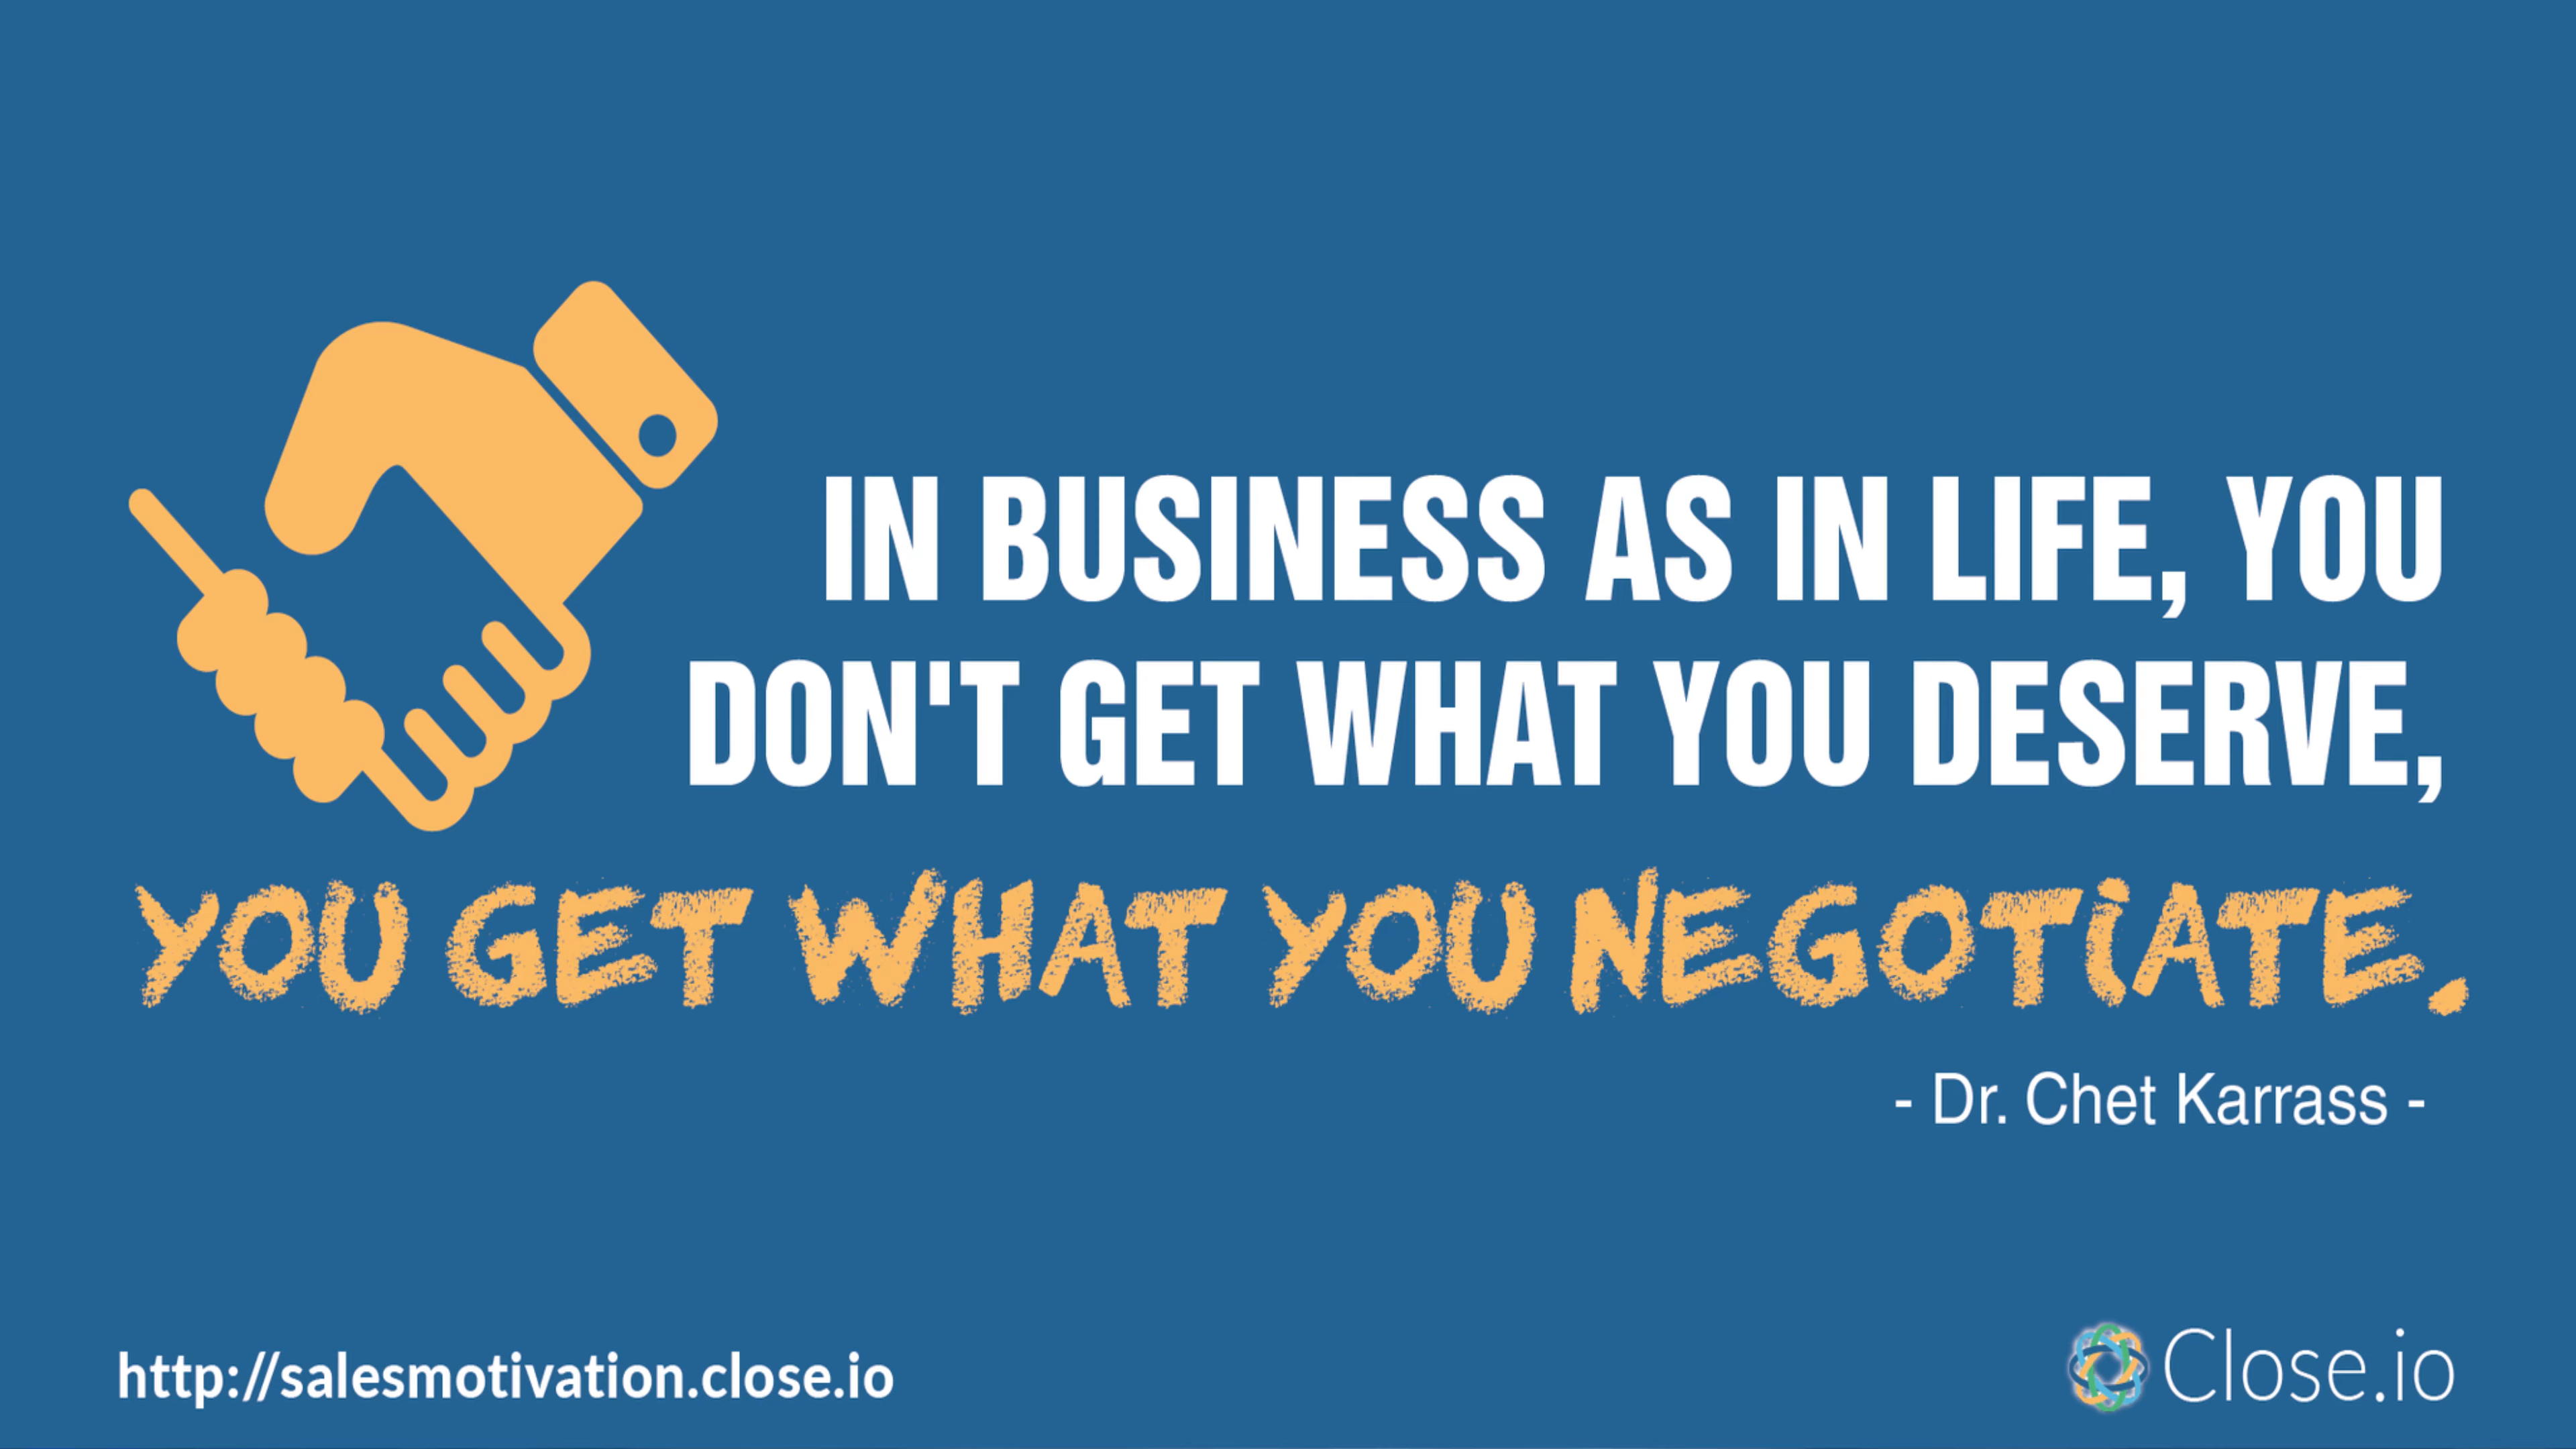 IN BUSINESS AS IN LIFE, YOU
DON'T GET WHAT YOU DESERVE,
YOU GET WHAT YOU NEGOTIATE.
- Dr. Chet Karrass -
http://salesmotivation.close.io
Close.io